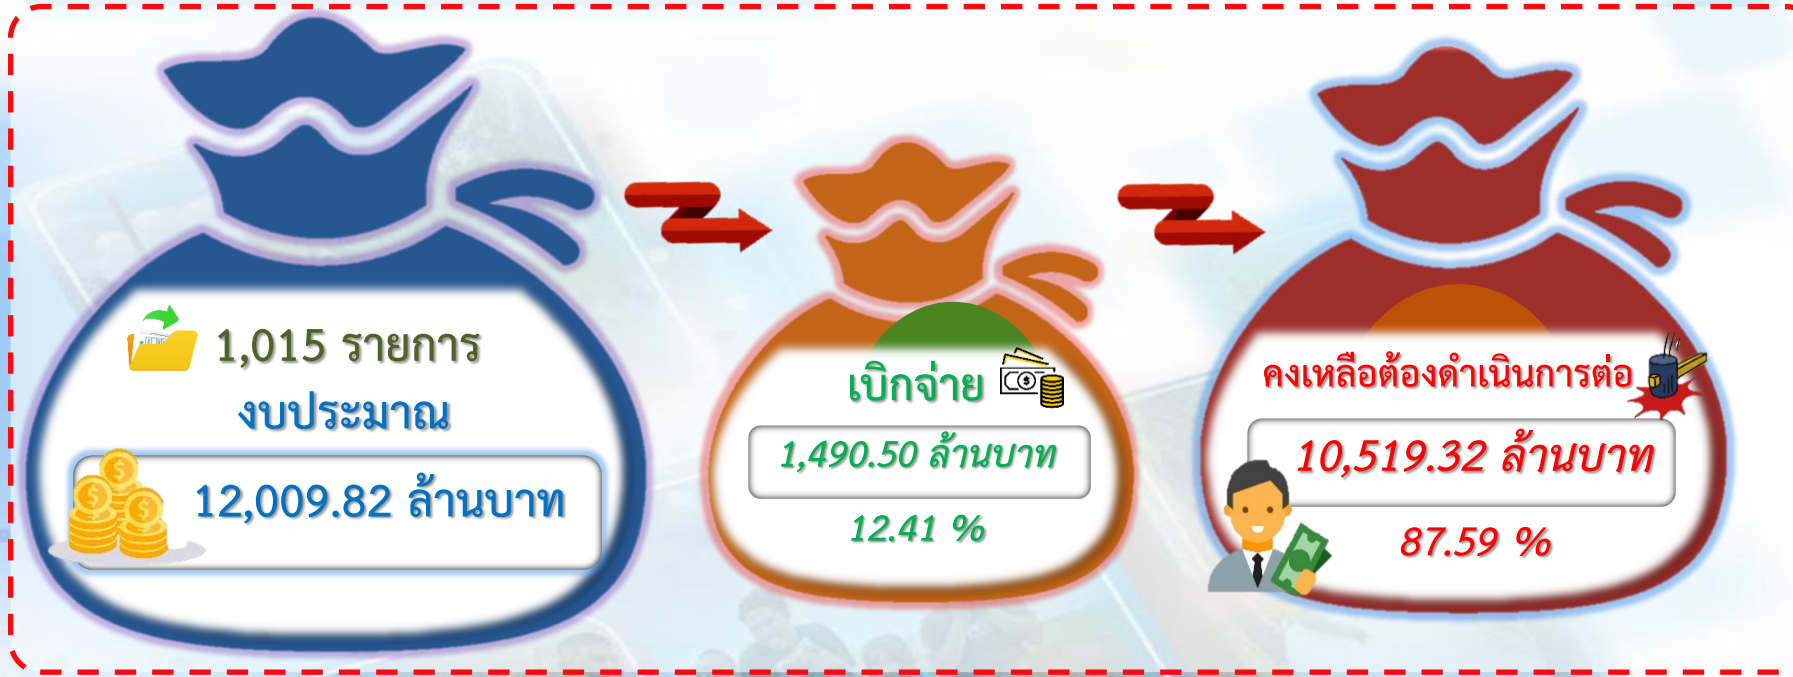 1,015 รายการ
งบประมาณ
12,009.82 ล้านบาท
เบิกจ่าย
1,490.50 ล้านบาท
12.41 %
คงเหลือต้องดำเนินการต่อ
10,519.32 ล้านบาท
87.59 %